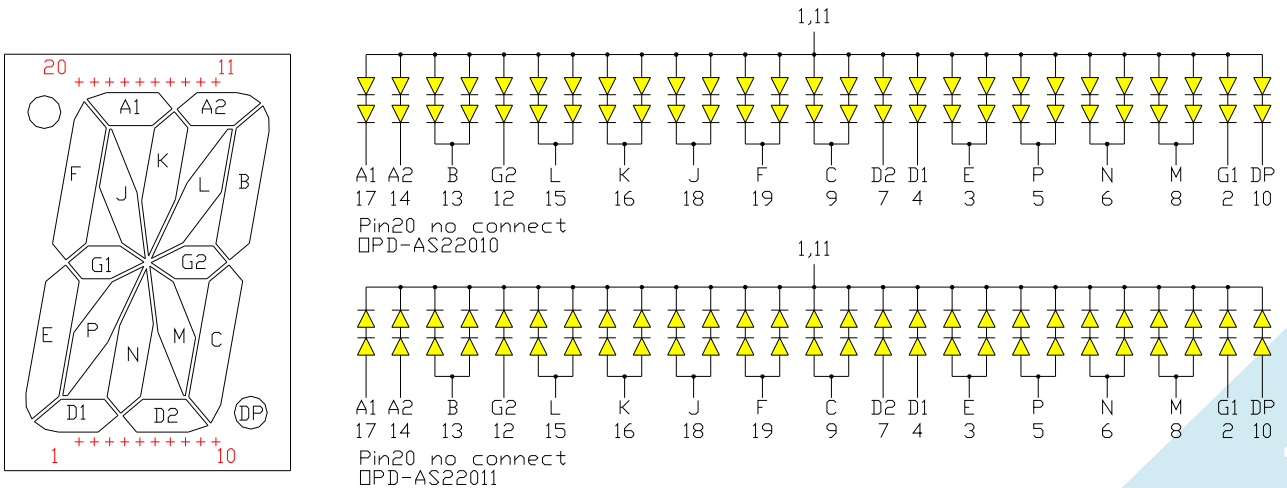 20 11
A1 A2
F J K L B
G1 G2
E P N M C
D1 D2 DP
1 10
1,11
A1 A2 B G2 L K J F C D2 D1 E P N M G1 DP
17 14 13 12 15 16 18 19 9 7 4 3 5 6 8 2 10
Pin20 no connect
OPD-AS22010
1,11
A1 A2 B G2 L K J F C D2 D1 E P N M G1 DP
17 14 13 12 15 16 18 19 9 7 4 3 5 6 8 2 10
Pin20 no connect
OPD-AS22011